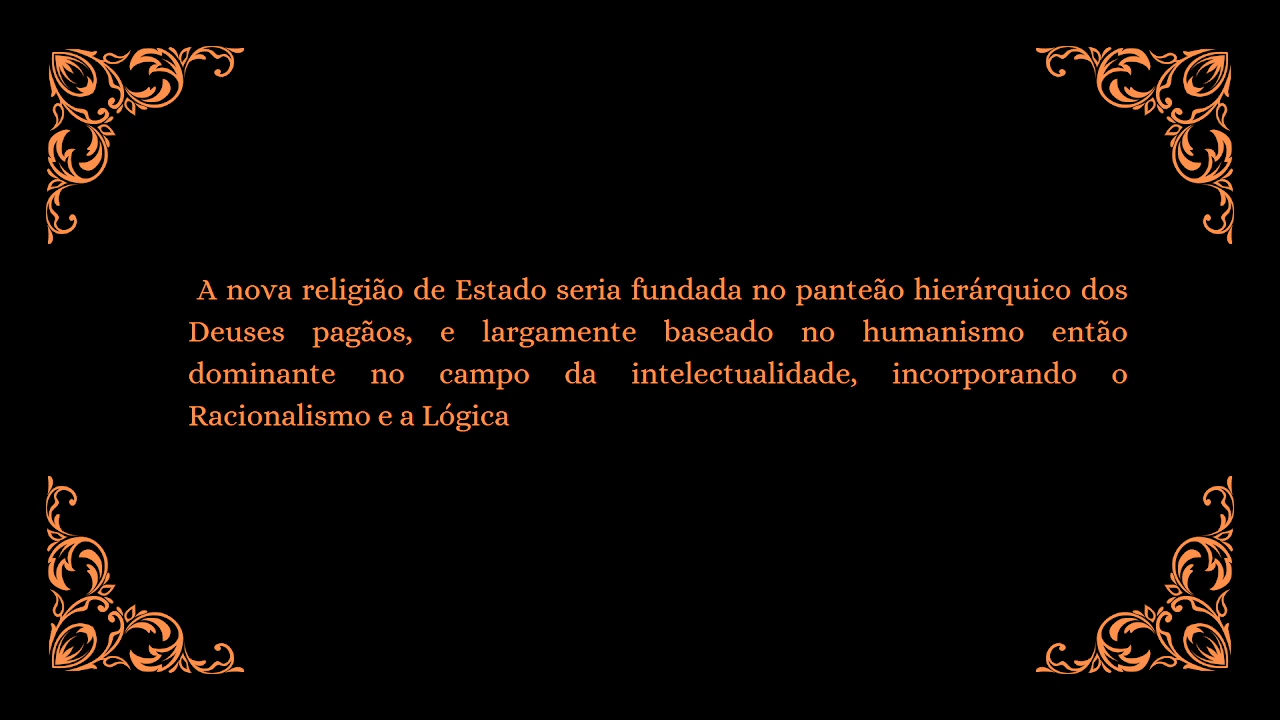 A nova religião de Estado seria fundada no panteão hierárquico dos
Deuses pagãos, e largamente baseado no humanismo então
dominante no campo da intelectualidade, incorporando o
Racionalismo e a Lógica